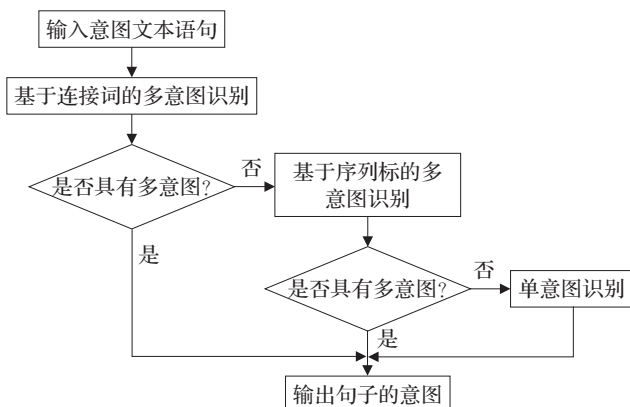 输入意图文本语句
基于连接词的多意图识别
是否具有多意图?
否
基于序列标的多
意图识别
是
是否具有多意图?
否
单意图识别
是
输出句子的意图